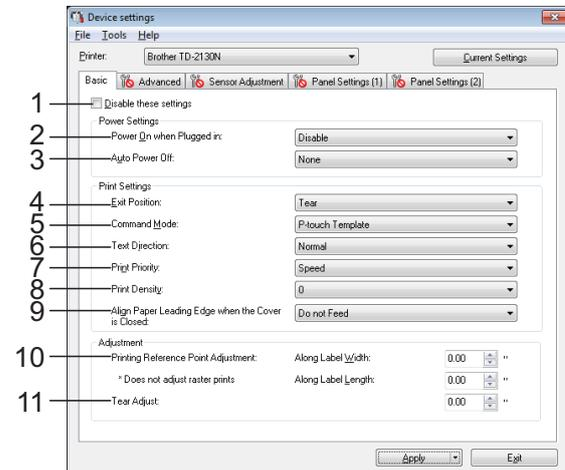 Device settings
File Tools Help
Printer: Brother TD-2130N Current Settings
Basic Advanced Sensor Adjustment Panel Settings (1) Panel Settings (2)
1 Disable these settings
Power Settings
2 Power On when Plugged in: Disable
3 Auto Power Off: None
Print Settings
4 Exit Position: Tear
5 Command Mode: P-touch Template
6 Text Direction: Normal
7 Print Priority: Speed
8 Print Density: 0
9 Align Paper Leading Edge when the Cover is Closed: Do not Feed
Adjustment
10 Printing Reference Point Adjustment: Along Label Width: 0.00 "
* Does not adjust raster prints Along Label Length: 0.00 "
11 Tear Adjust: 0.00 "
Apply Exit